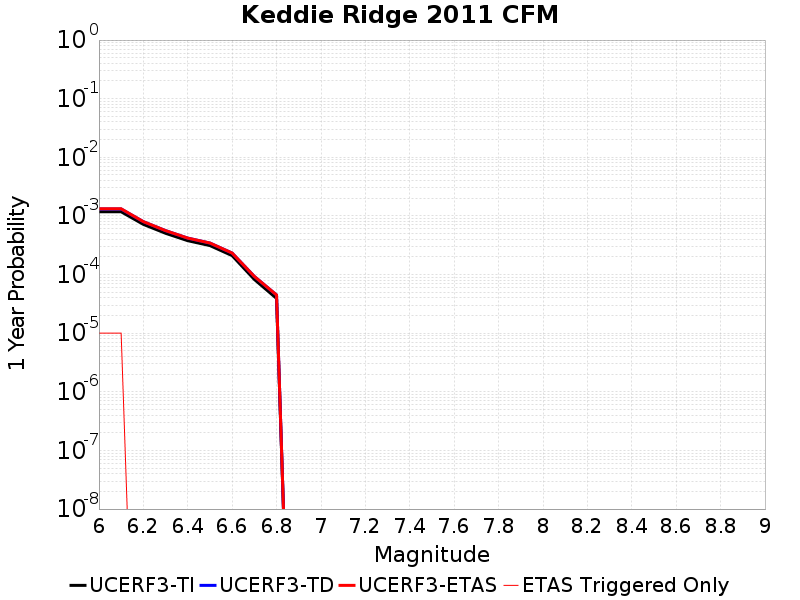 Keddie Ridge 2011 CFM
1 Year Probability
10^0
10^-1
10^-2
10^-3
10^-4
10^-5
10^-6
10^-7
10^-8
6 6.2 6.4 6.6 6.8 7 7.2 7.4 7.6 7.8 8 8.2 8.4 8.6 8.8 9
Magnitude
UCERF3-TI UCERF3-TD UCERF3-ETAS ETAS Triggered Only